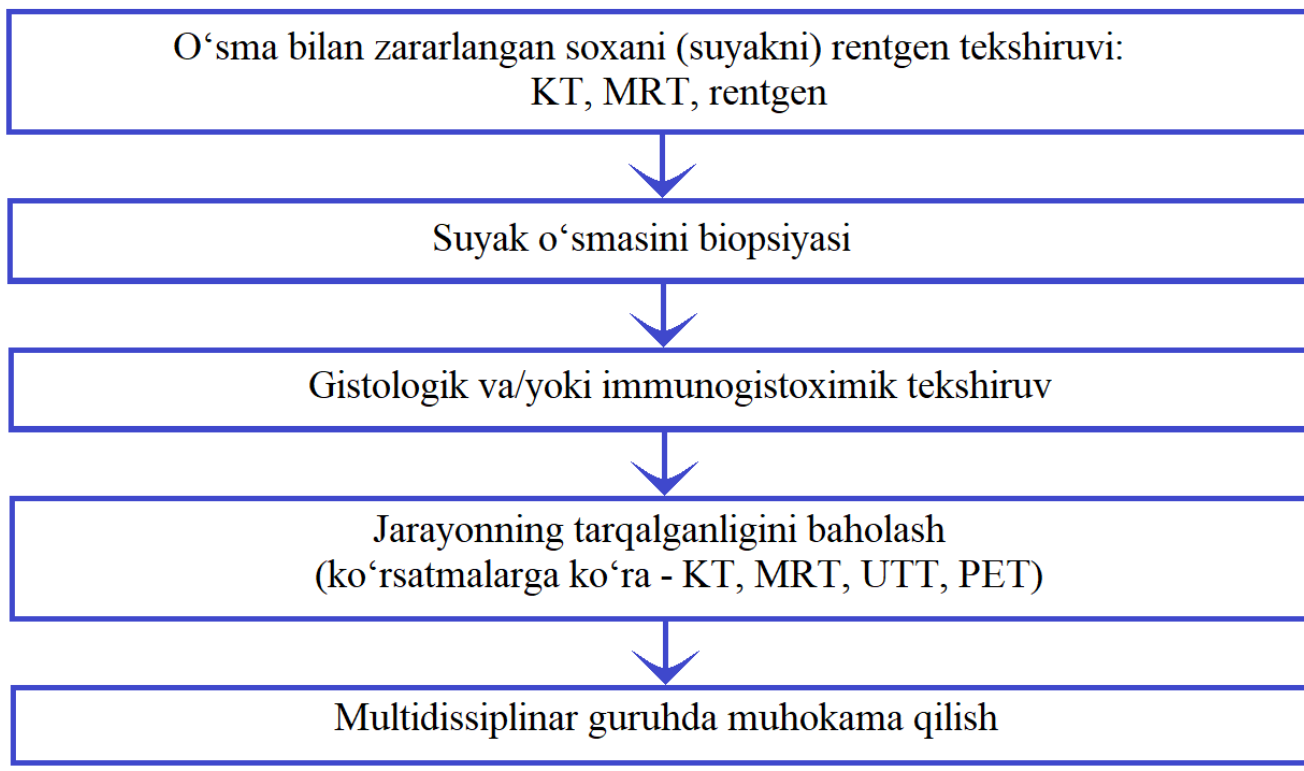 O‘sma bilan zararlangan soxani (suyakni) rentgen tekshiruvi:
KT, MRT, rentgen
Suyak o‘smasini biopsiyasi
Gistologik va/yoki immunogistoximik tekshiruv
Jarayonning tarqalganligini baholash
(ko‘rsatmalarga ko‘ra - KT, MRT, UTT, PET)
Multidissiplinar guruhda muhokama qilish